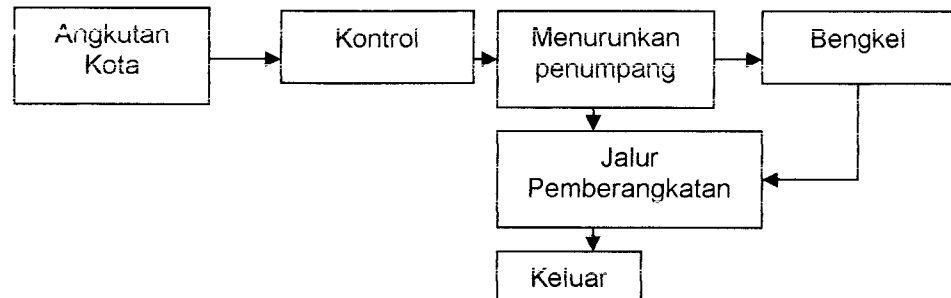 Angkutan
Kota
Kontrol
Menurunkan
penumpang
Bengkel
Jalur
Pemberangkatan
Keluar